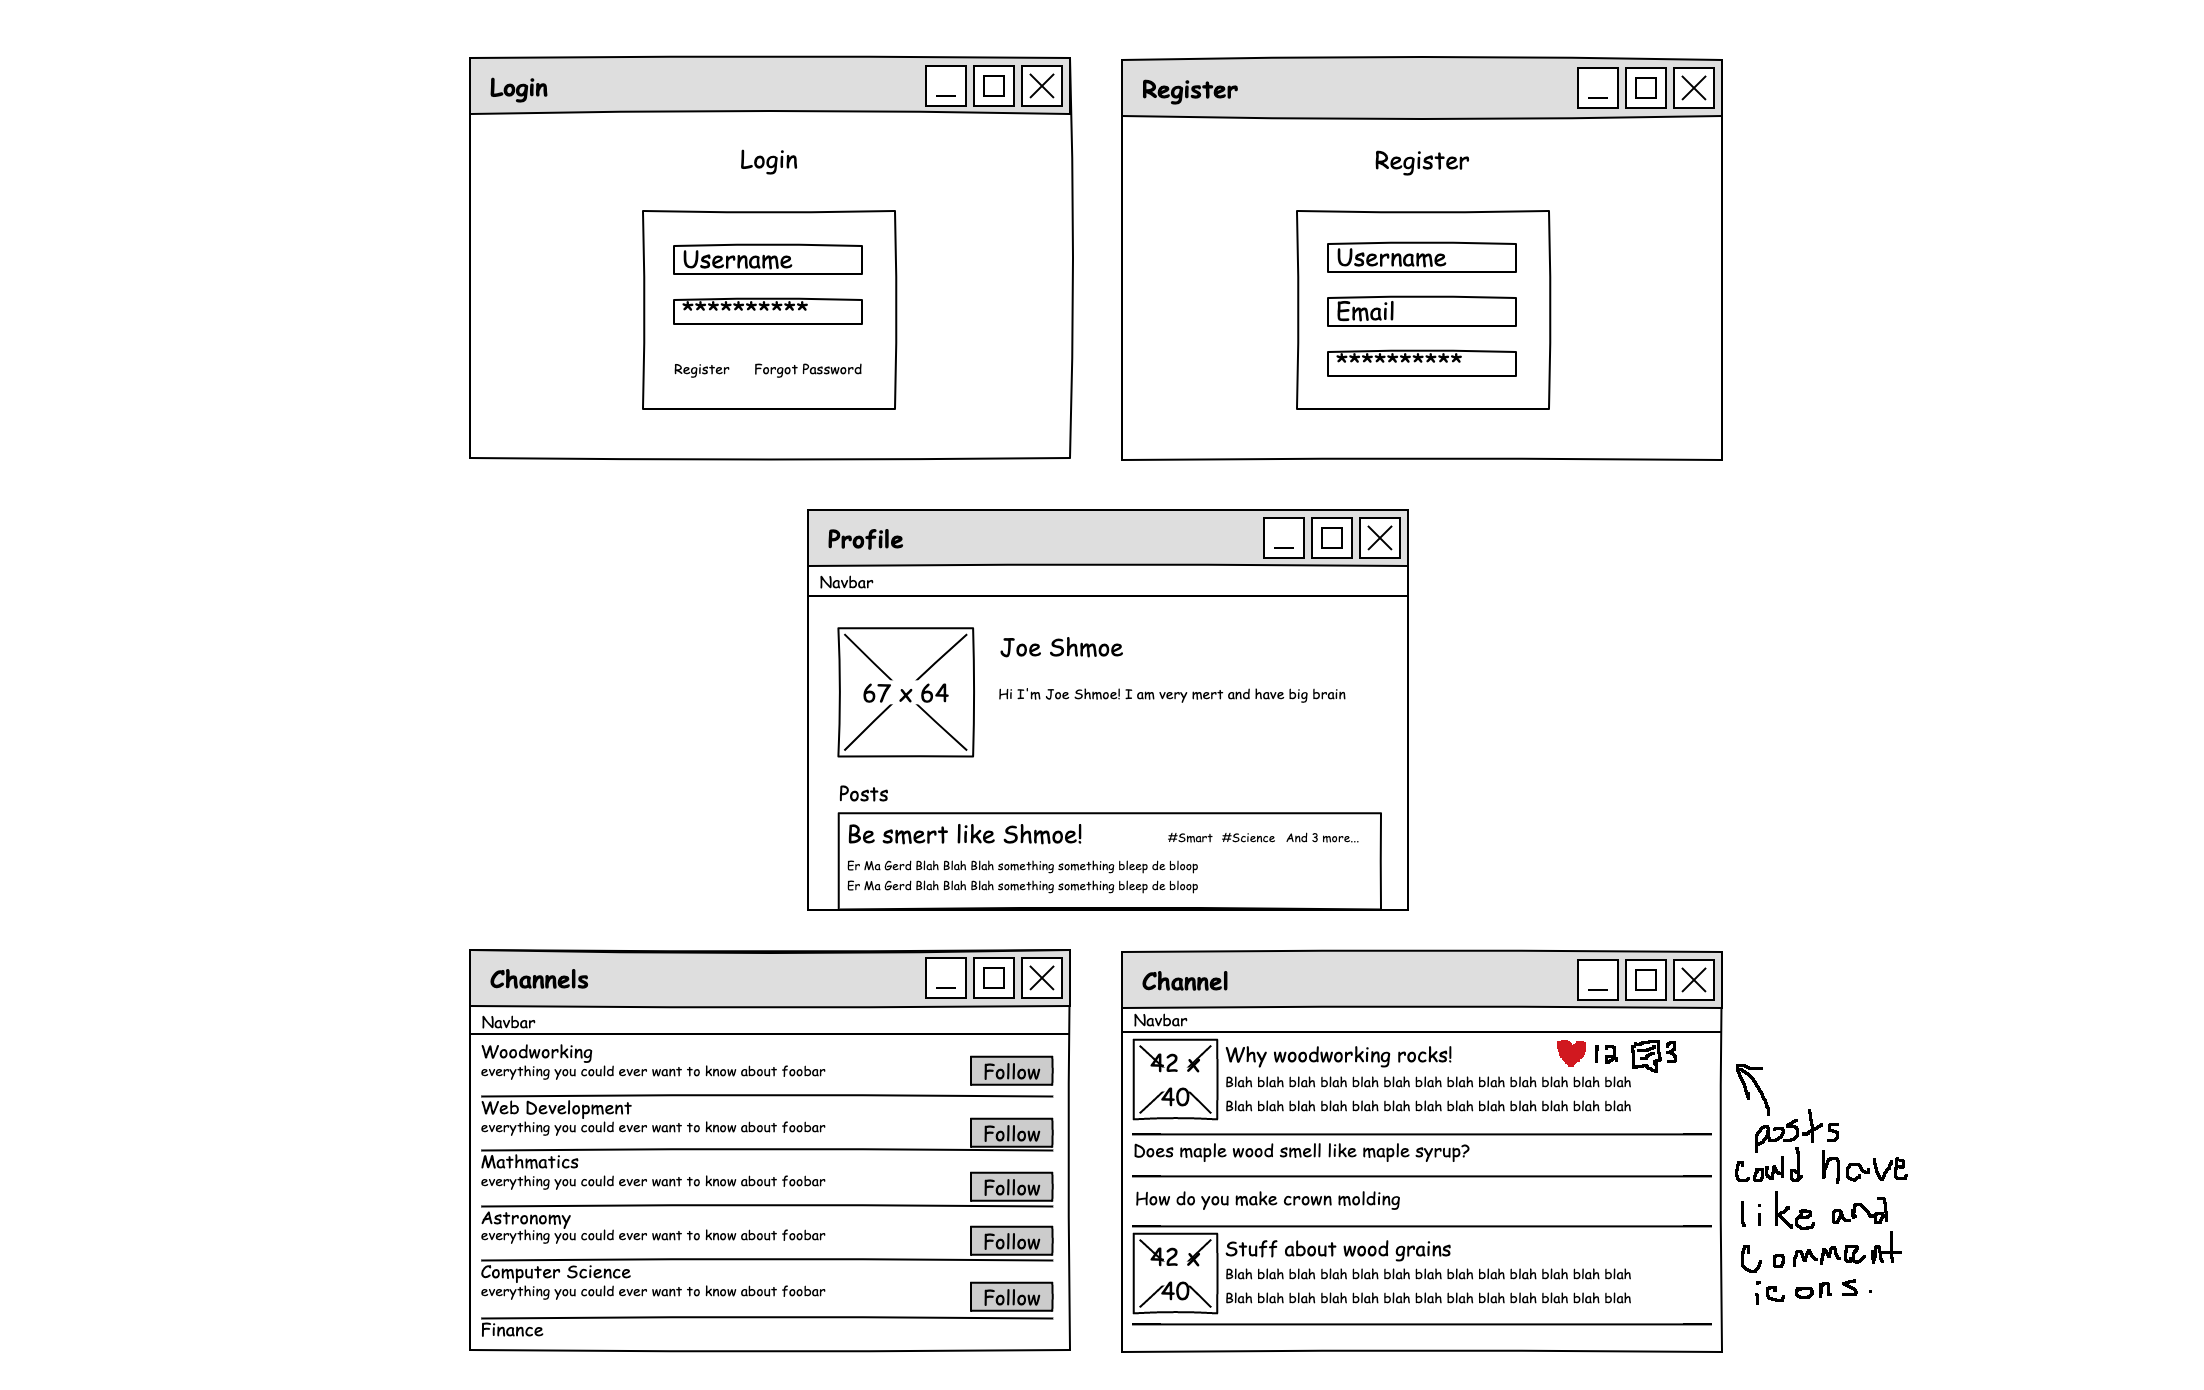 Login
Login
Username
**********
Register Forgot Password
Register
Register
Username
Email
**********
Profile
Navbar
67 x 64
Joe Shmoe
Hi I'm Joe Shmoe! I am very mert and have big brain
Posts
Be smert like Shmoe! #Smart #Science And 3 more...
Er Ma Gerd Blah Blah Blah something something bleep de bloop
Er Ma Gerd Blah Blah Blah something something bleep de bloop
Channels
Navbar
Woodworking
everything you could ever want to know about foobar
Follow
Web Development
everything you could ever want to know about foobar
Follow
Mathmatics
everything you could ever want to know about foobar
Follow
Astronomy
everything you could ever want to know about foobar
Follow
Computer Science
everything you could ever want to know about foobar
Follow
Finance
Channel
Navbar
42 x
40
Why woodworking rocks! 12 3
Blah blah blah blah blah blah blah blah blah blah blah blah blah
Blah blah blah blah blah blah blah blah blah blah blah blah blah
Does maple wood smell like maple syrup?
How do you make crown molding
42 x
40
Stuff about wood grains
Blah blah blah blah blah blah blah blah blah blah blah blah blah
Blah blah blah blah blah blah blah blah blah blah blah blah blah
posts
could have
like and
comment
icons.